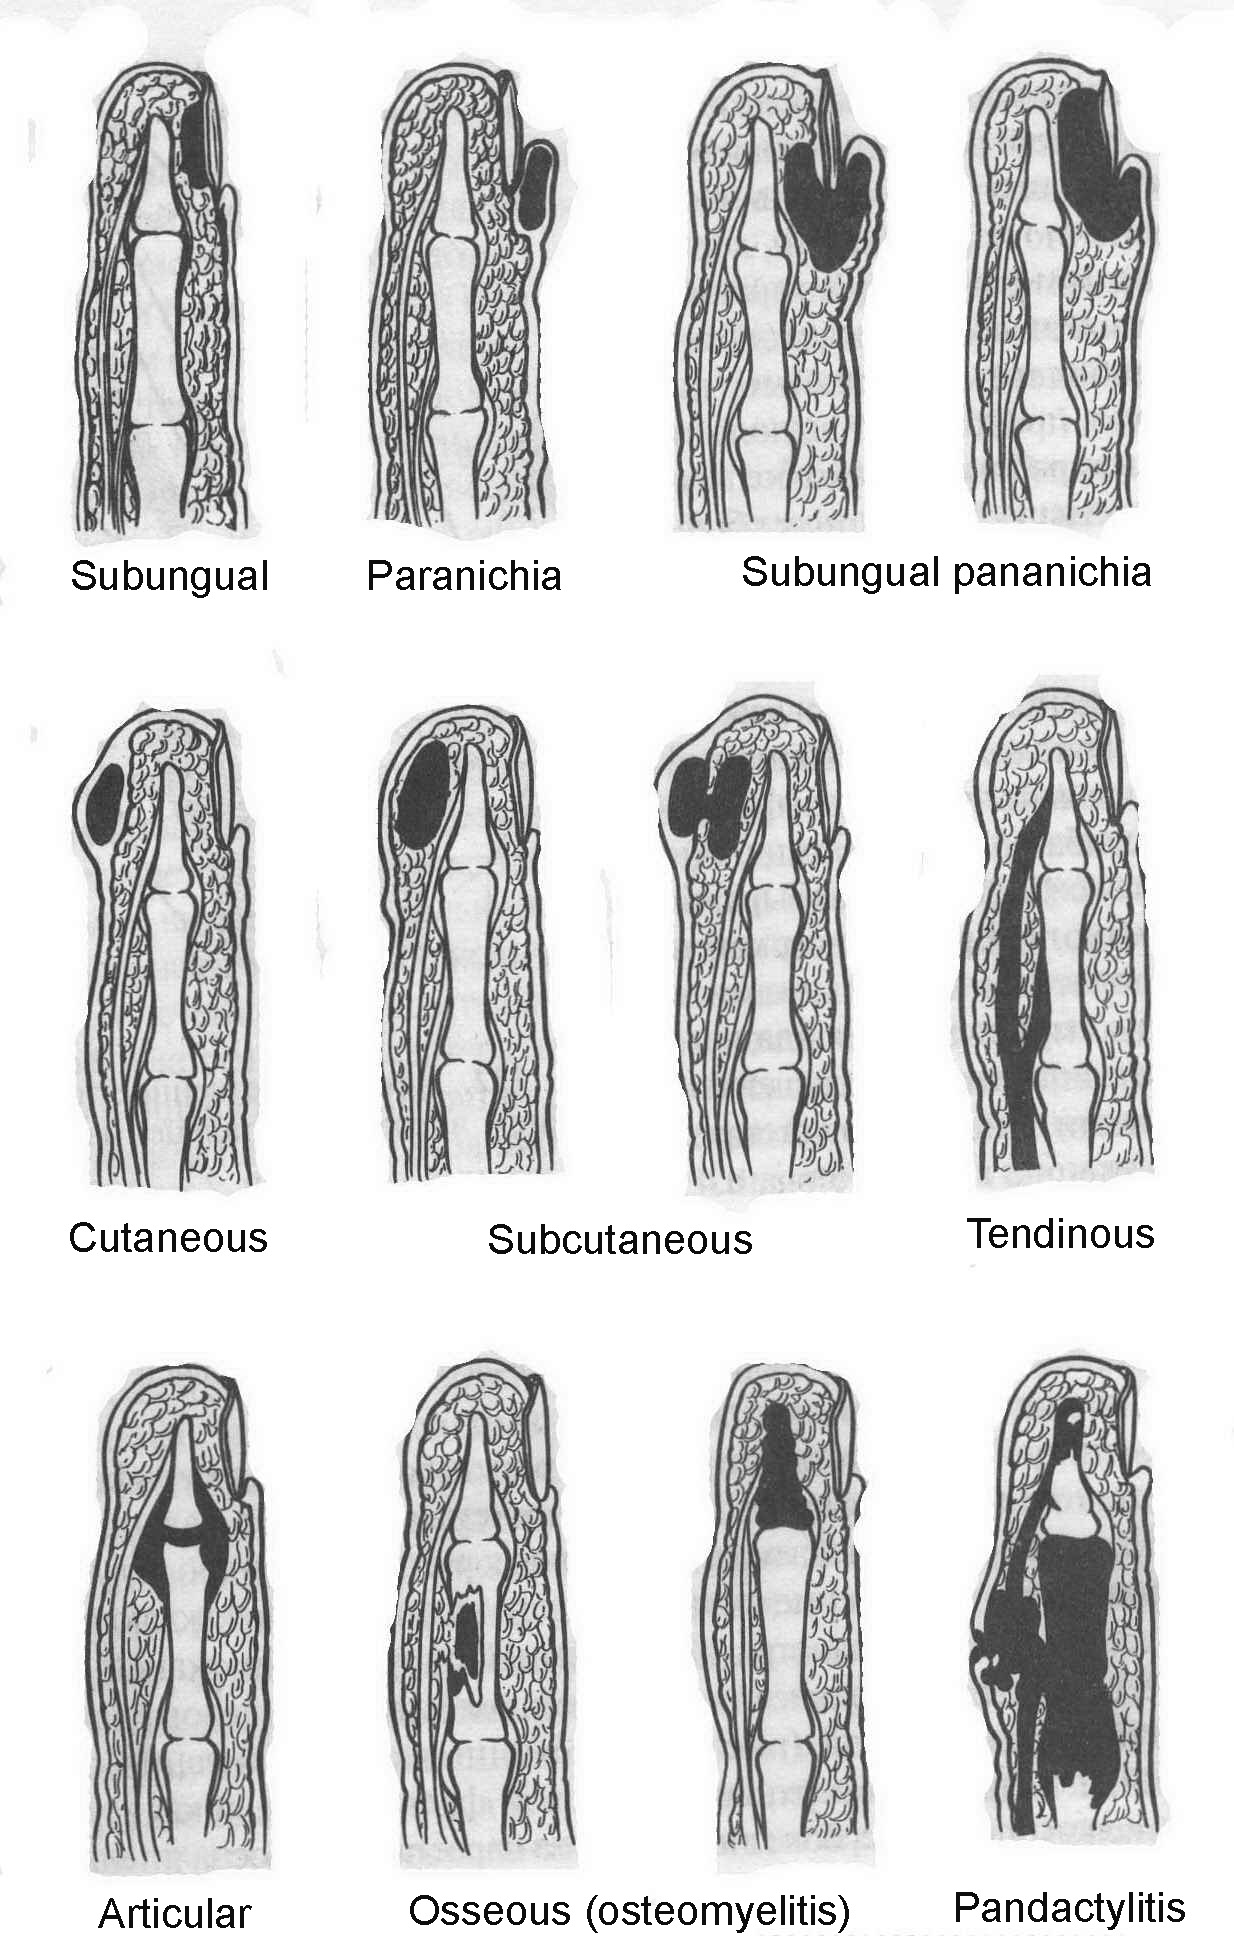 Subungual
Paranichia
Subungual pananichia
Cutaneous
Subcutaneous
Tendinous
Articular
Osseous (osteomyelitis)
Pandactylitis